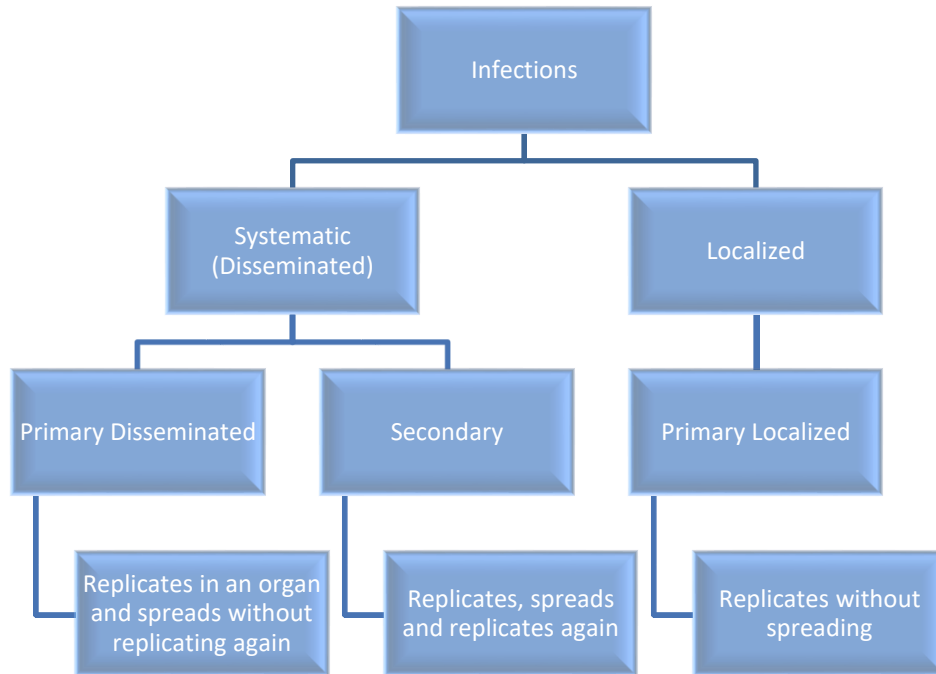 Infections
Systematic
(Disseminated)
Localized
Primary Disseminated
Secondary
Primary Localized
Replicates in an organ
and spreads without
replicating again
Replicates, spreads
and replicates again
Replicates without
spreading